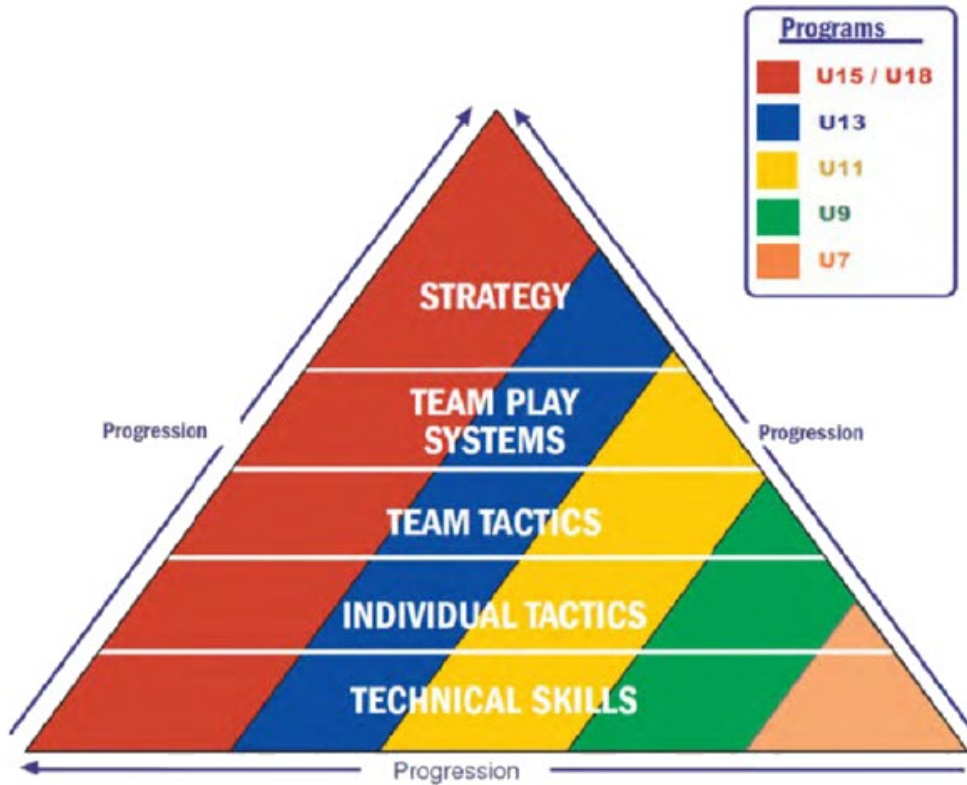 Programs
U15 / U18
U13
U11
U9
U7
STRATEGY
TEAM PLAY
SYSTEMS
Progression
Progression
TEAM TACTICS
INDIVIDUAL TACTICS
TECHNICAL SKILLS
Progression